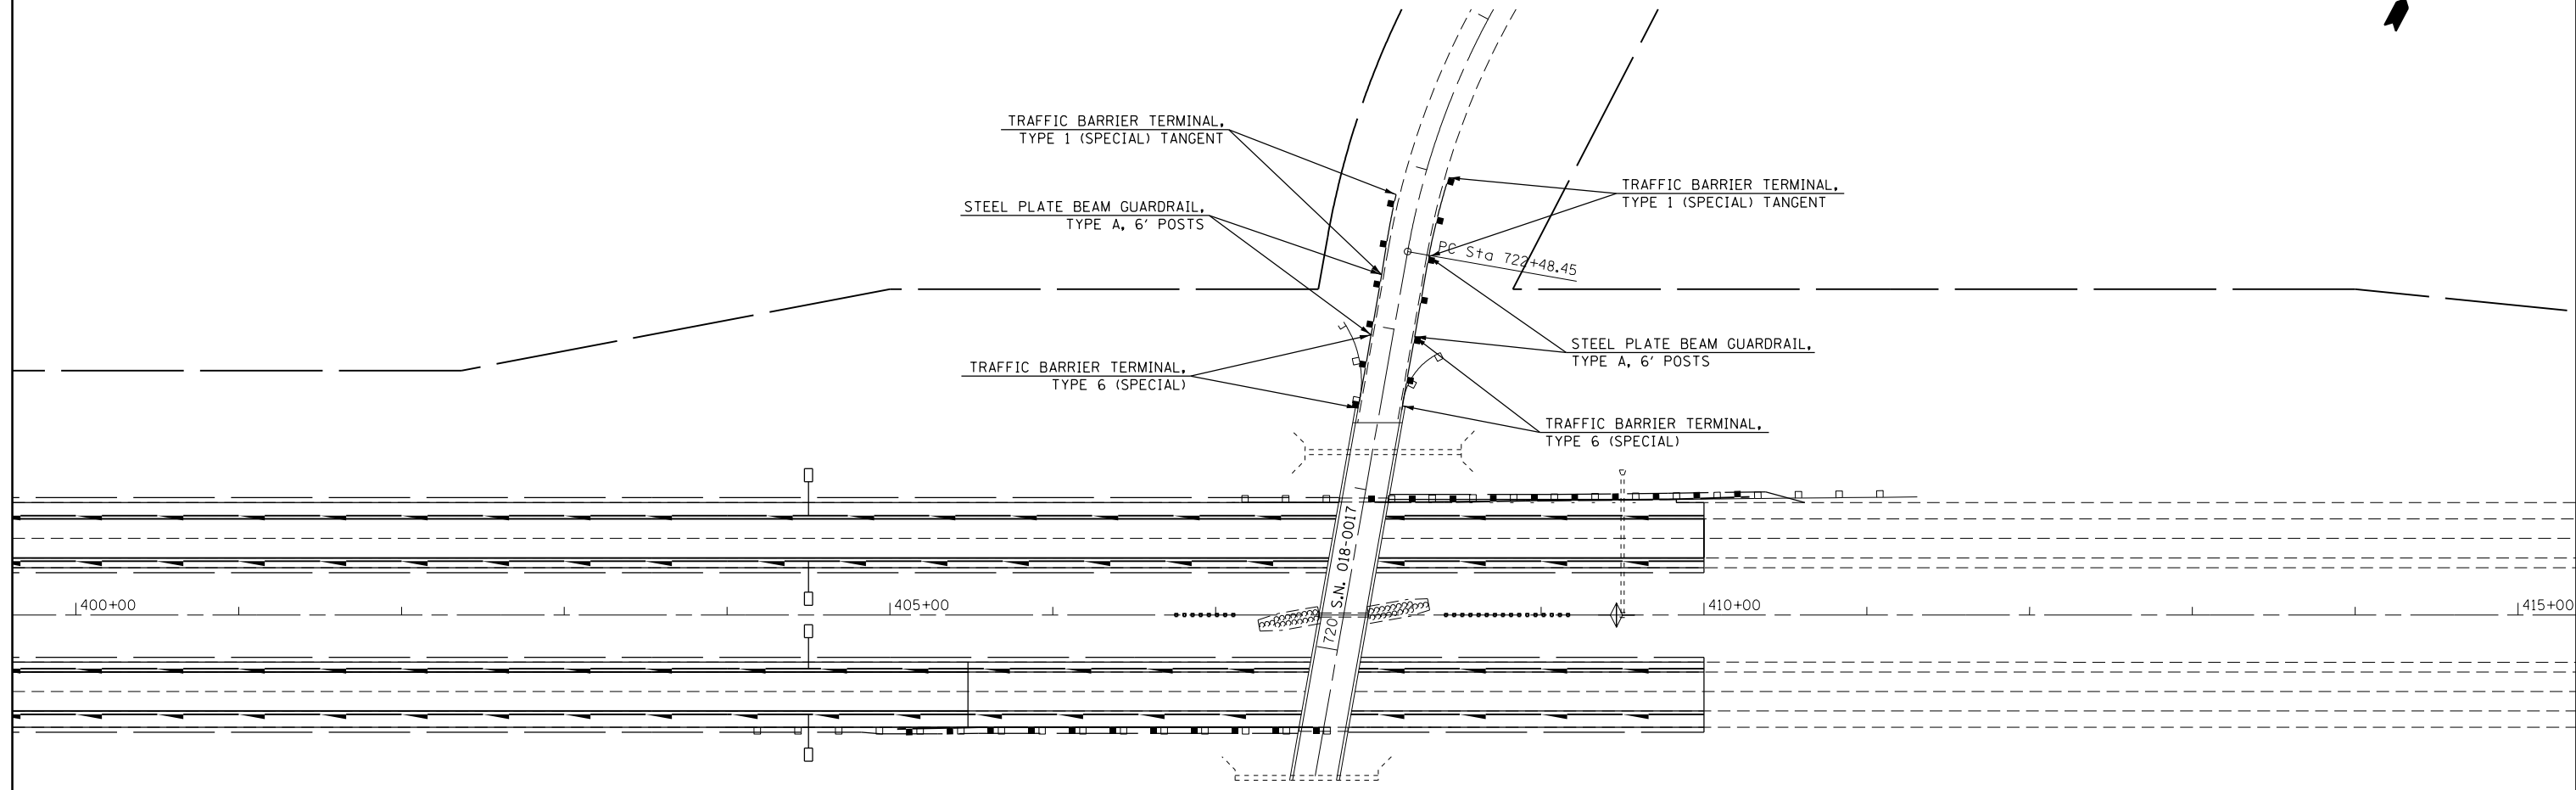 TRAFFIC BARRIER TERMINAL,
TYPE 1 (SPECIAL) TANGENT
STEEL PLATE BEAM GUARDRAIL,
TYPE A, 6' POSTS
TRAFFIC BARRIER TERMINAL,
TYPE 6 (SPECIAL)
TRAFFIC BARRIER TERMINAL,
TYPE 1 (SPECIAL) TANGENT
PC Sta 722+48.45
STEEL PLATE BEAM GUARDRAIL,
TYPE A, 6' POSTS
TRAFFIC BARRIER TERMINAL,
TYPE 6 (SPECIAL)
S.N. 018-0017
720
400+00
405+00
410+00
415+00